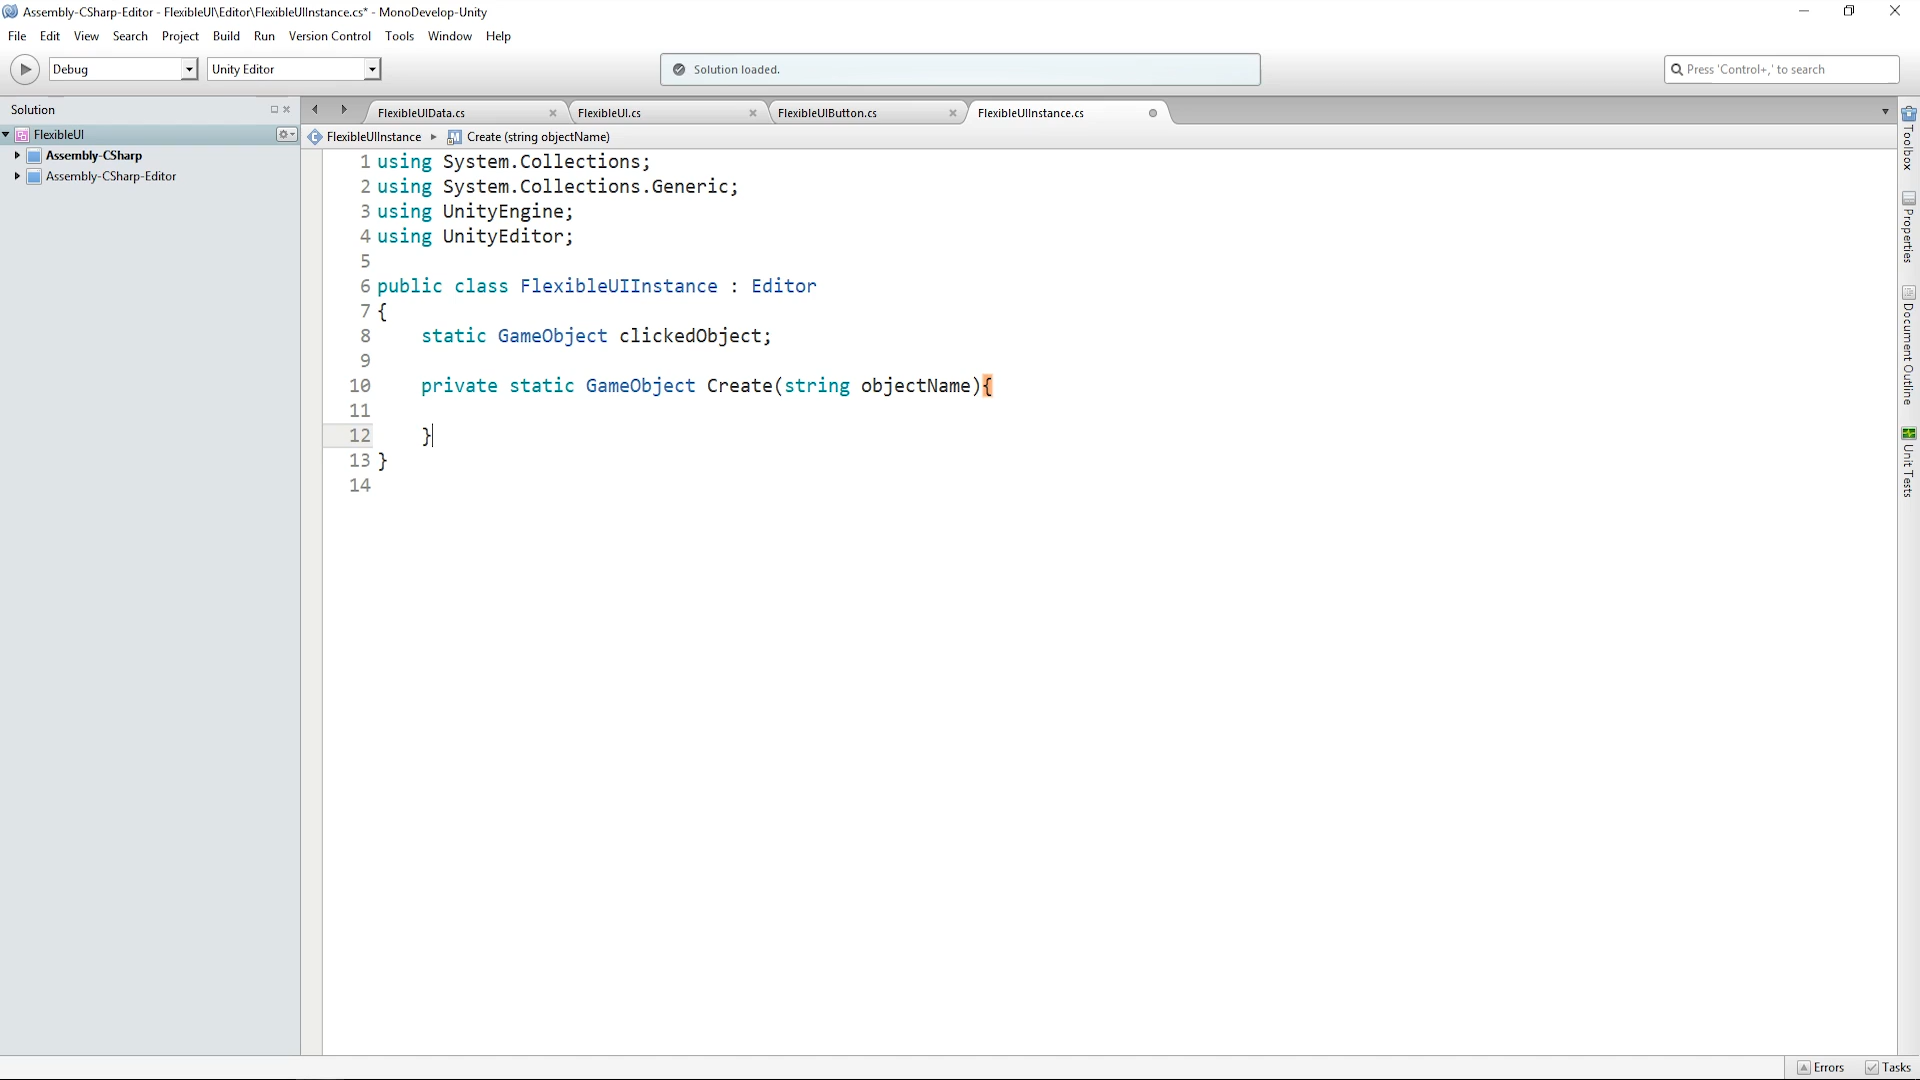 Assembly-CSharp-Editor - FlexibleUI\Editor\FlexibleUIInstance.cs* - MonoDevelop-Unity
File Edit View Search Project Build Run Version Control Tools Window Help
Debug Unity Editor Solution loaded. Press 'Control+,' to search
Solution
FlexibleUI
Assembly-CSharp
Assembly-CSharp-Editor
FlexibleUIData.cs FlexibleUI.cs FlexibleUIButton.cs FlexibleUIInstance.cs
FlexibleUIInstance Create (string objectName)
1 using System.Collections;
2 using System.Collections.Generic;
3 using UnityEngine;
4 using UnityEditor;
5
6 public class FlexibleUIInstance : Editor
7 {
8 static GameObject clickedObject;
9
10 private static GameObject Create(string objectName){
11
12 }
13 }
14
Toolbox
Properties
Document Outline
Unit Tests
Errors Tasks